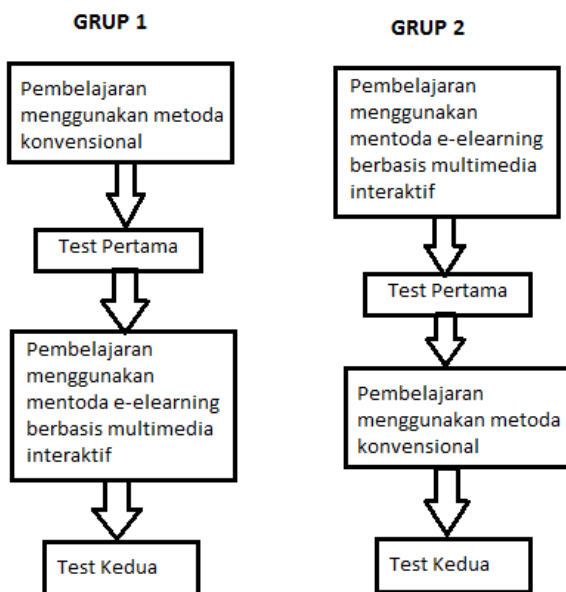 GRUP 1
Pembelajaran
menggunakan metoda
konvensional
Test Pertama
Pembelajaran
menggunakan
mentoda e-elearning
berbasis multimedia
interaktif
Test Kedua
GRUP 2
Pembelajaran
menggunakan
mentoda e-elearning
berbasis multimedia
interaktif
Test Pertama
Pembelajaran
menggunakan metoda
konvensional
Test Kedua